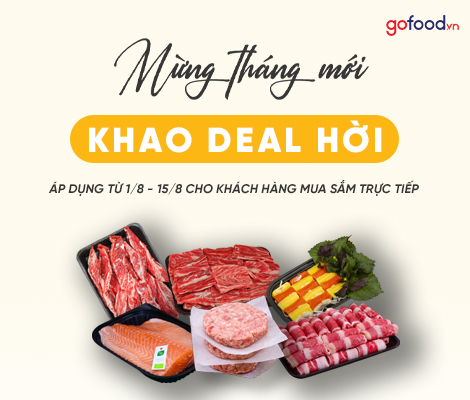 gofood.vn
Mừng tháng mới
KHAO DEAL HỜI
ÁP DỤNG TỪ 1/8 - 15/8 CHO KHÁCH HÀNG MUA SẮM TRỰC TIẾP